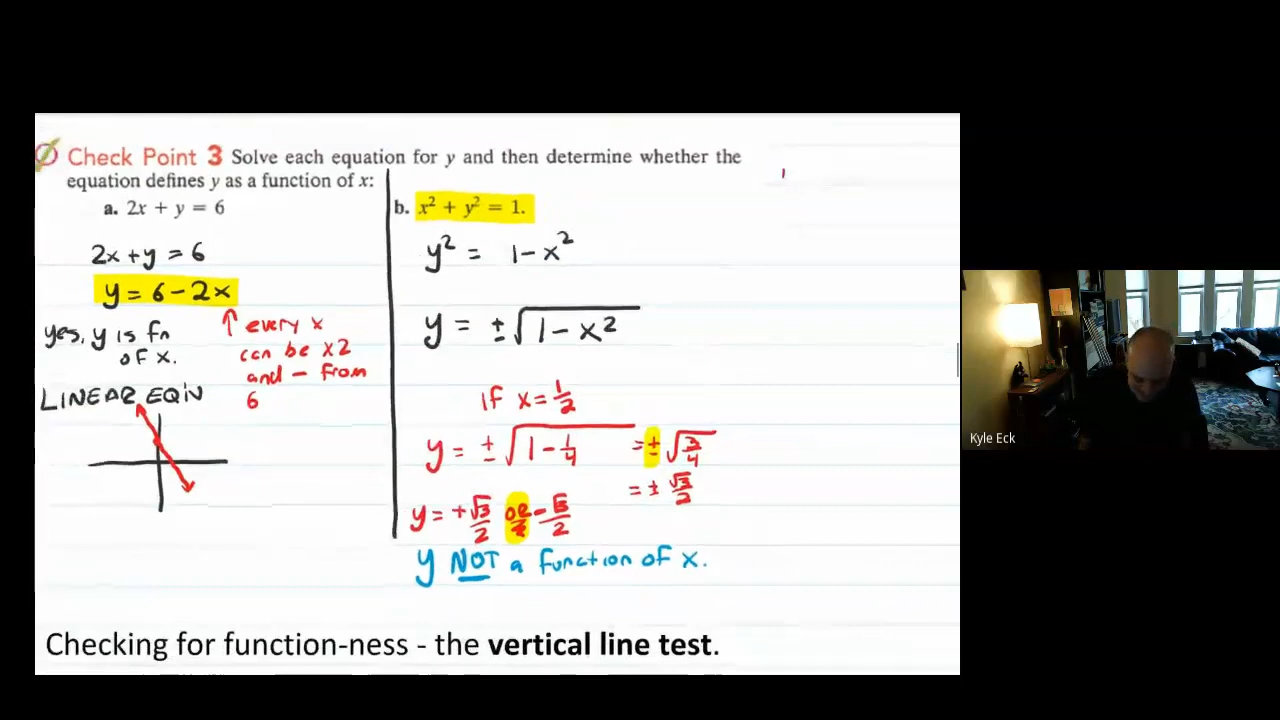 Check Point 3 Solve each equation for y and then determine whether the
equation defines y as a function of x:
a. 2x + y = 6
2x + y = 6
y = 6 - 2x
yes, y is fn
of x.
↑ every x
can be x2
and - from
6
LINEAR EQ'N
b. x² + y² = 1.
y² = 1 - x²
y = ±√(1 - x²)
if x = 1/2
y = ±√(1 - 1/4) = ±√(3/4)
= ± √3/2
y = +√3/2 or - √3/2
y NOT a function of x.
Checking for function-ness - the vertical line test.
Kyle Eck